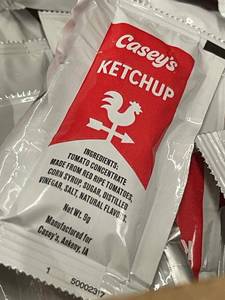 Casey's
KETCHUP
INGREDIENTS:
TOMATO CONCENTRATE
MADE FROM RED RIPE TOMATOES,
CORN SYRUP, SUGAR, DISTILLED
VINEGAR, SALT, NATURAL FLAVORS.
Net Wt. 9g
Manufactured for
Casey's, Ankeny, IA
1 50002317